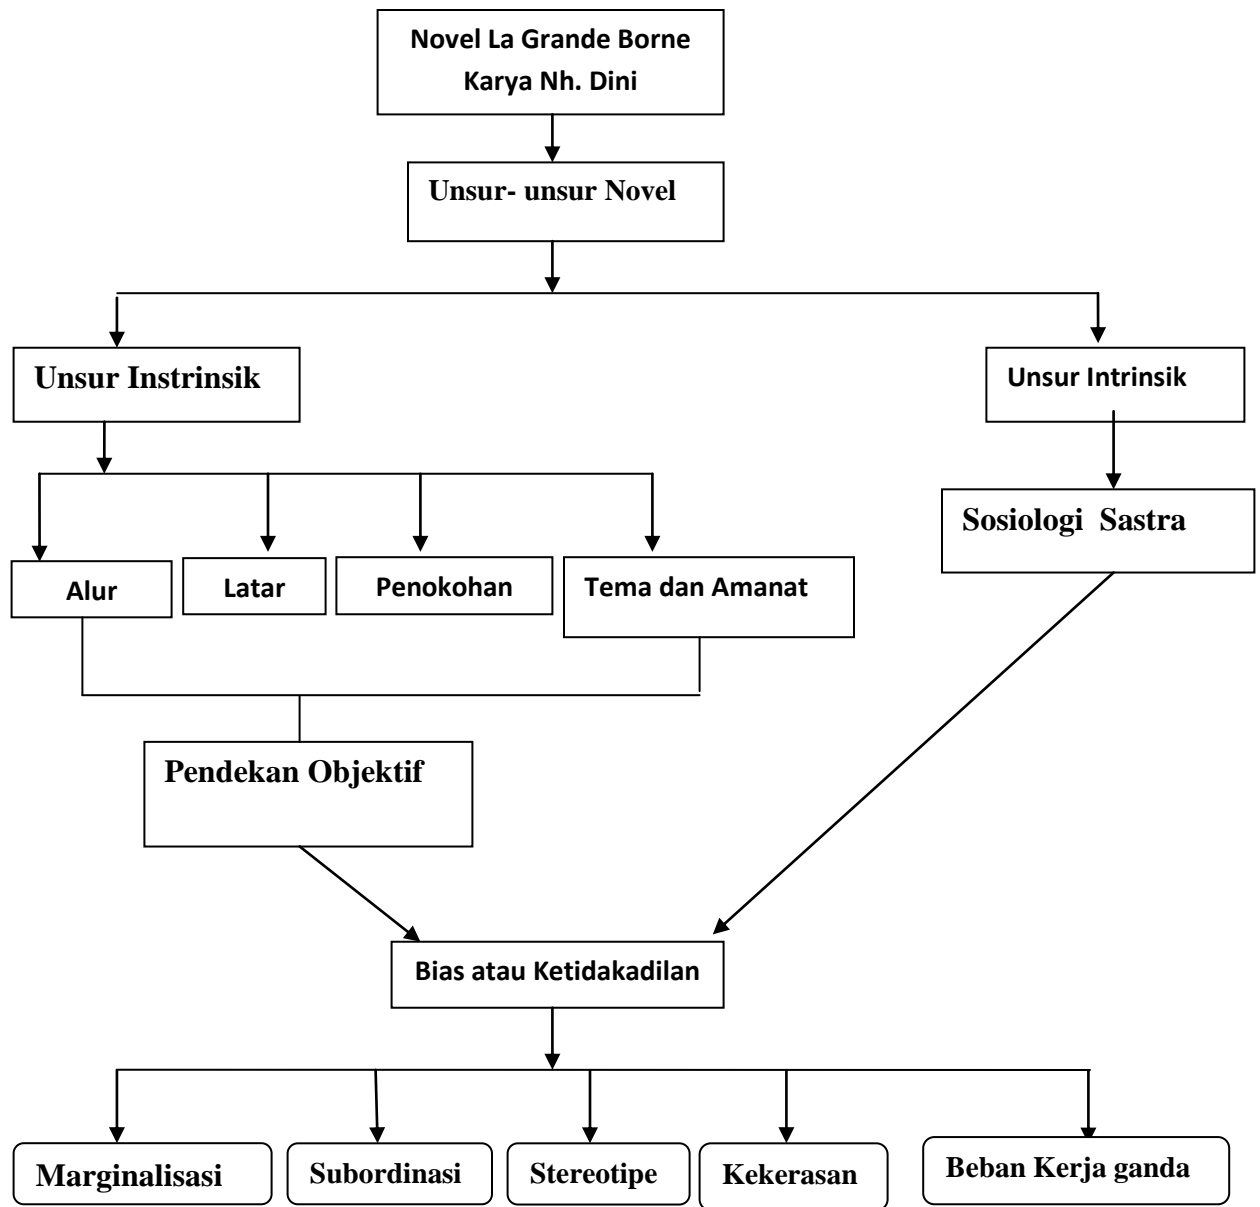 Novel La Grande Borne
Karya Nh. Dini
Unsur- unsur Novel
Unsur Instrinsik
Unsur Intrinsik
Sosiologi Sastra
Alur
Latar
Penokohan
Tema dan Amanat
Pendekan Objektif
Bias atau Ketidakadilan
Marginalisasi
Subordinasi
Stereotipe
Kekerasan
Beban Kerja ganda